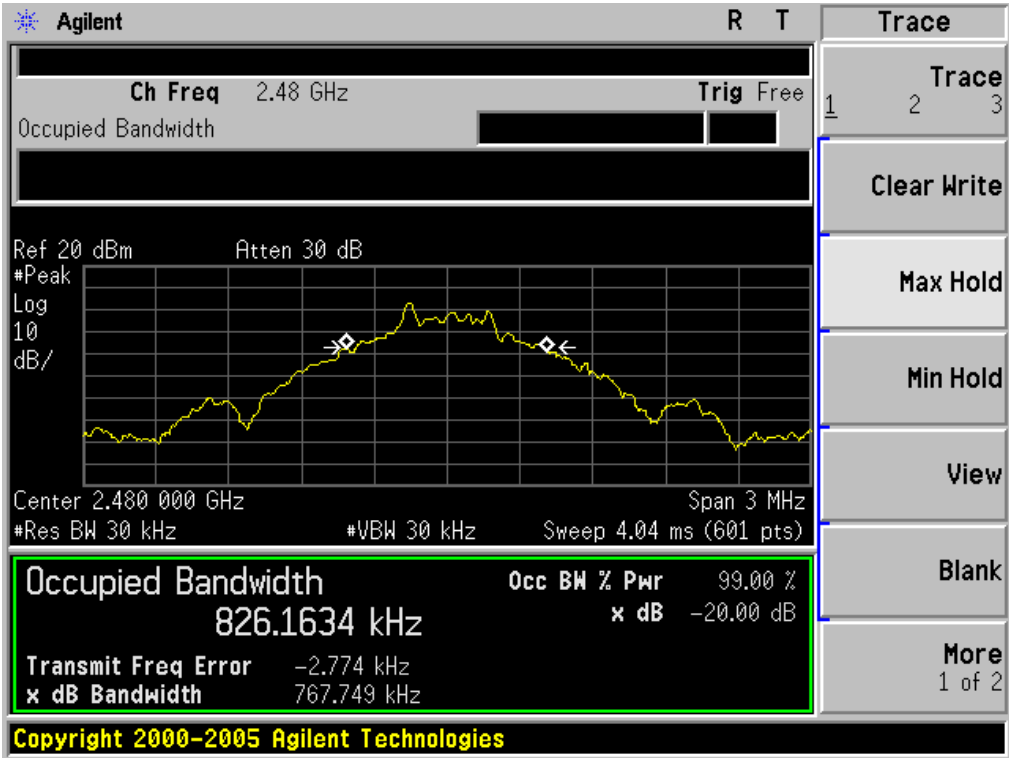 Agilent R T Trace
Ch Freq 2.48 GHz Trig Free
Occupied Bandwidth
Ref 20 dBm Atten 30 dB
#Peak
Log
10
dB/
Center 2.480 000 GHz Span 3 MHz
#Res BW 30 kHz #VBW 30 kHz Sweep 4.04 ms (601 pts)
Occupied Bandwidth Occ BW % Pwr 99.00 %
826.1634 kHz x dB -20.00 dB
Transmit Freq Error -2.774 kHz
x dB Bandwidth 767.749 kHz
Copyright 2000-2005 Agilent Technologies
Trace
1 2 3
Clear Write
Max Hold
Min Hold
View
Blank
More
1 of 2